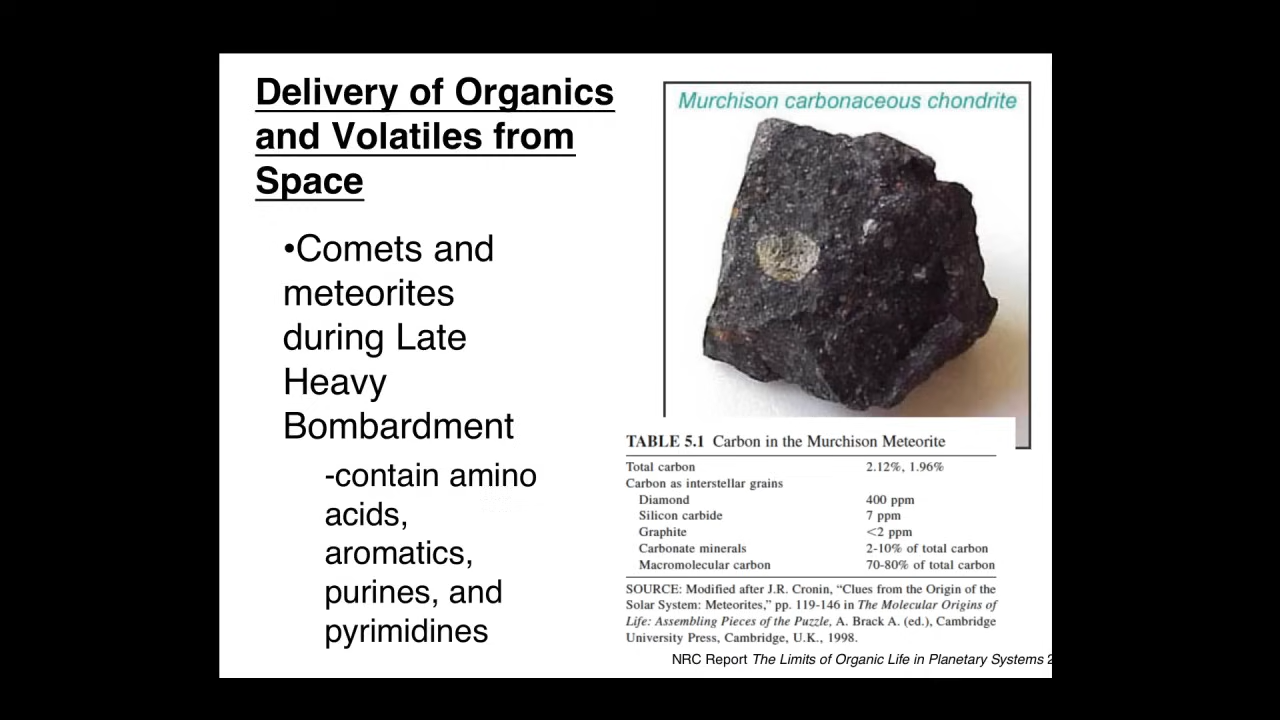 Delivery of Organics
and Volatiles from
Space
•Comets and
meteorites
during Late
Heavy
Bombardment
-contain amino
acids,
aromatics,
purines, and
pyrimidines
Murchison carbonaceous chondrite
TABLE 5.1 Carbon in the Murchison Meteorite
Total carbon 2.12%, 1.96%
Carbon as interstellar grains
Diamond 400 ppm
Silicon carbide 7 ppm
Graphite <2 ppm
Carbonate minerals 2-10% of total carbon
Macromolecular carbon 70-80% of total carbon
SOURCE: Modified after J.R. Cronin, “Clues from the Origin of the
Solar System: Meteorites,” pp. 119-146 in The Molecular Origins of
Life: Assembling Pieces of the Puzzle, A. Brack A. (ed.), Cambridge
University Press, Cambridge, U.K., 1998.
NRC Report The Limits of Organic Life in Planetary Systems